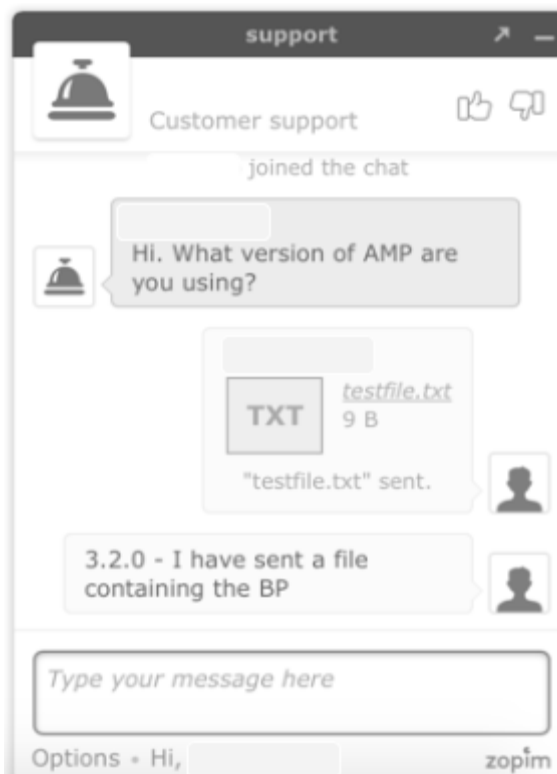 support
Customer support
joined the chat
Hi. What version of AMP are
you using?
TXT
testfile.txt
9 B
"testfile.txt" sent.
3.2.0 - I have sent a file
containing the BP
Type your message here
Options • Hi,
zopim